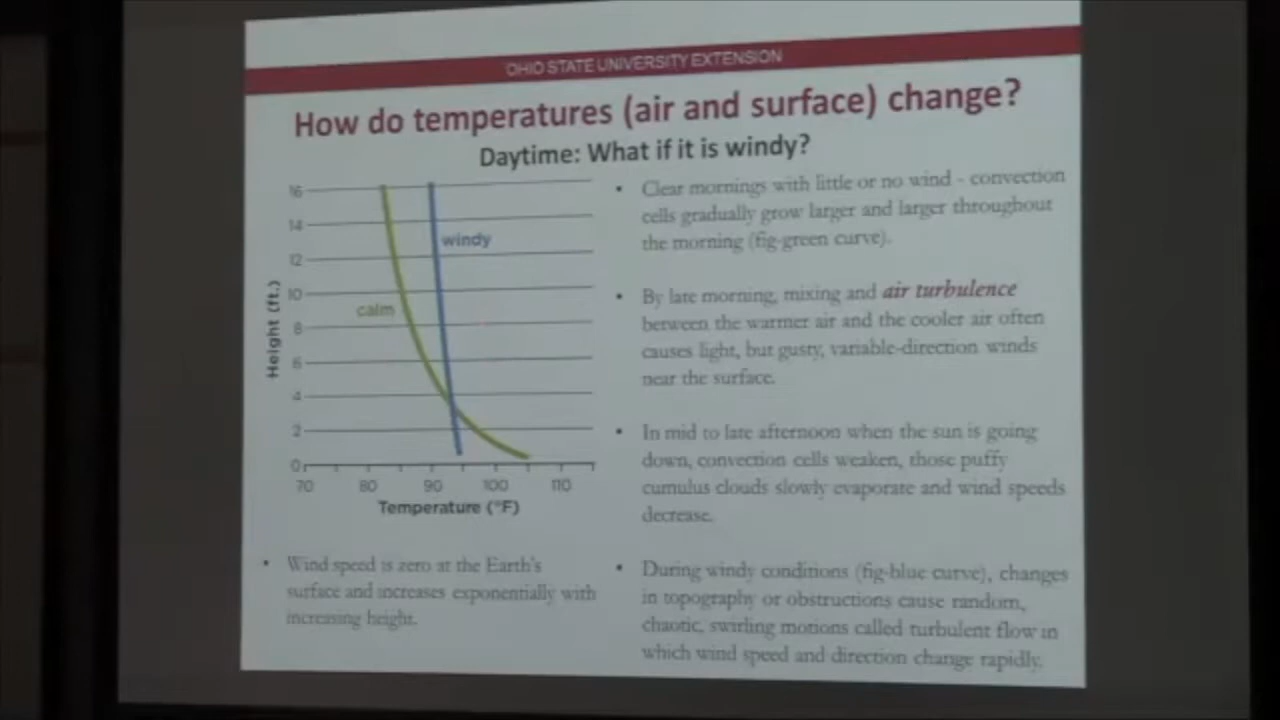 OHIO STATE UNIVERSITY EXTENSION
How do temperatures (air and surface) change?
Daytime: What if it is windy?
16
14
12
10
8
6
4
2
0
Height (ft.)
windy
calm
70 80 90 100 110
Temperature (°F)
• Wind speed is zero at the Earth's
surface and increases exponentially with
increasing height.
• Clear mornings with little or no wind - convection
cells gradually grow larger and larger throughout
the morning (fig-green curve).
• By late morning, mixing and air turbulence
between the warmer air and the cooler air often
causes light, but gusty, variable-direction winds
near the surface.
• In mid to late afternoon when the sun is going
down, convection cells weaken, those puffy
cumulus clouds slowly evaporate and wind speeds
decrease.
• During windy conditions (fig-blue curve), changes
in topography or obstructions cause random,
chaotic, swirling motions called turbulent flow in
which wind speed and direction change rapidly.